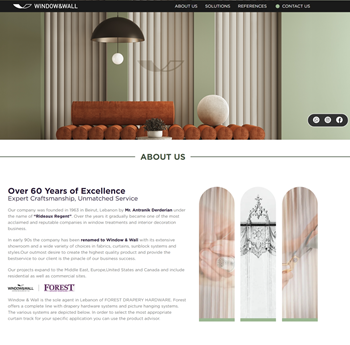 WINDOW&WALL
ABOUT US SOLUTIONS REFERENCES CONTACT US
ABOUT US
Over 60 Years of Excellence
Expert Craftsmanship, Unmatched Service
Our company was founded in 1963 in Beirut, Lebanon by Mr. Antranik Derderian under
the name of "Rideaux Regent". Over the years it gradually became one of the most
acclaimed and reputable companies in window treatments and interior decoration
business.
In early 90s the company has been renamed to Window & Wall with its extensive
showroom and a wide variety of choices in fabrics, curtains, sunbrook systems and
styles.Our outmost desire to create the highest quality product and provide the
bestservice to our client is the pinacle of our business success.
Our projects expand to the Middle East, Europe,United States and Canada and include
residential as well as commercial sites.
WINDOW&WALL FOREST
Window & Wall is the sole agent in Lebanon of FOREST DRAPERY HARDWARE. Forest
offers a complete line with drapery hardware systems and picture hanging systems.
The various systems are depicted below. In order to select the most appropriate
curtain track for your specific application you can use the product advisor.